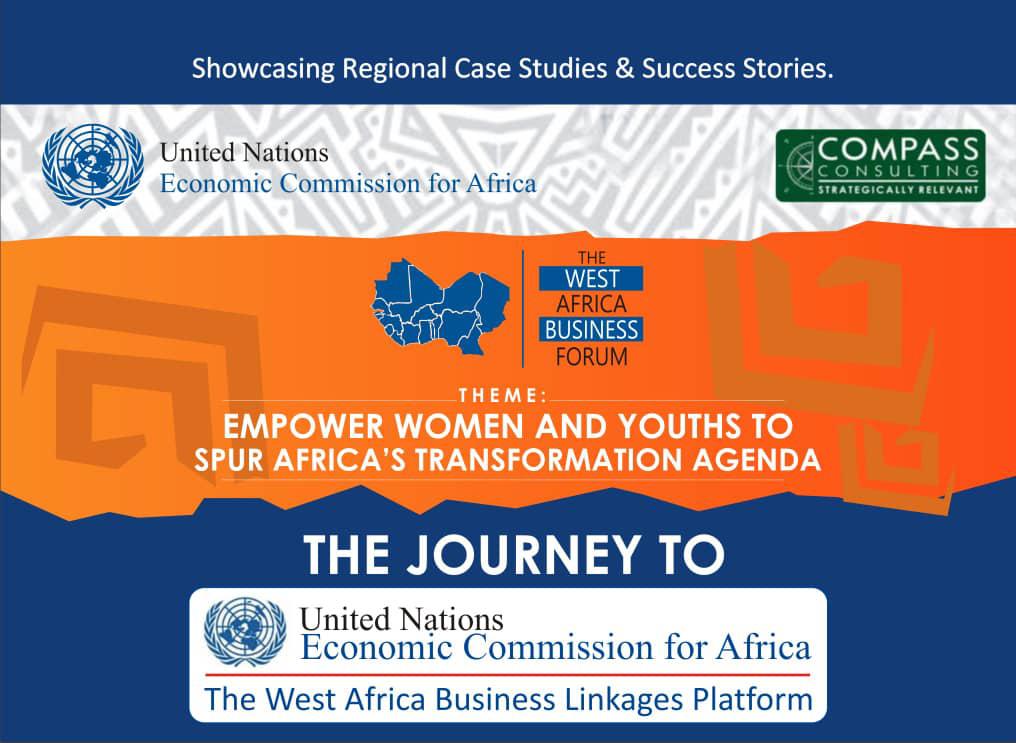 Showcasing Regional Case Studies & Success Stories.
United Nations
Economic Commission for Africa
COMPASS
CONSULTING
STRATEGICALLY RELEVANT
THE
WEST
AFRICA
BUSINESS
FORUM
THEME:
EMPOWER WOMEN AND YOUTHS TO
SPUR AFRICA'S TRANSFORMATION AGENDA
THE JOURNEY TO
United Nations
Economic Commission for Africa
The West Africa Business Linkages Platform